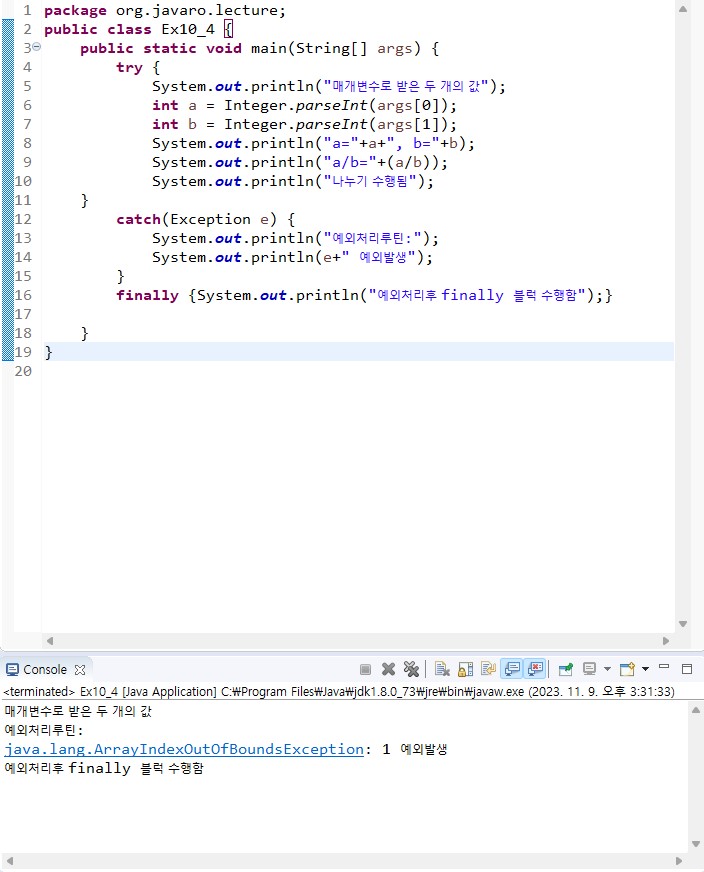 1 package org.javaro.lecture;
2 public class Ex10_4 {
3 public static void main(String[] args) {
4 try {
5 System.out.println("매개변수로 받은 두 개의 값");
6 int a = Integer.parseInt(args[0]);
7 int b = Integer.parseInt(args[1]);
8 System.out.println("a="+a+", b="+b);
9 System.out.println("a/b="+(a/b));
10 System.out.println("나누기 수행됨");
11 }
12 catch(Exception e) {
13 System.out.println("예외처리루틴:");
14 System.out.println(e+" 예외발생");
15 }
16 finally {System.out.println("예외처리후 finally 블럭 수행함");}
17
18 }
19 }
20
Console
<terminated> Ex10_4 [Java Application] C:₩Program Files₩Java₩jdk1.8.0_73₩jre₩bin₩javaw.exe (2023. 11. 9. 오후 3:31:33)
매개변수로 받은 두 개의 값
예외처리루틴:
java.lang.ArrayIndexOutOfBoundsException: 1 예외발생
예외처리후 finally 블럭 수행함